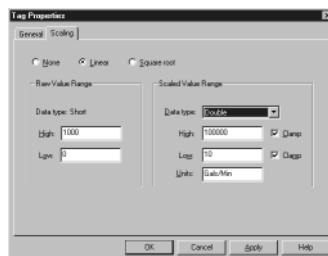 Tag Properties
General Scaling
None Linear Square root
Raw Value Range
Data type: Short
High: 1000
Low: 0
Scaled Value Range
Data type: Double
High: 100000 Clamp
Low: 10 Clamp
Units: Gals/Min
OK Cancel Apply Help